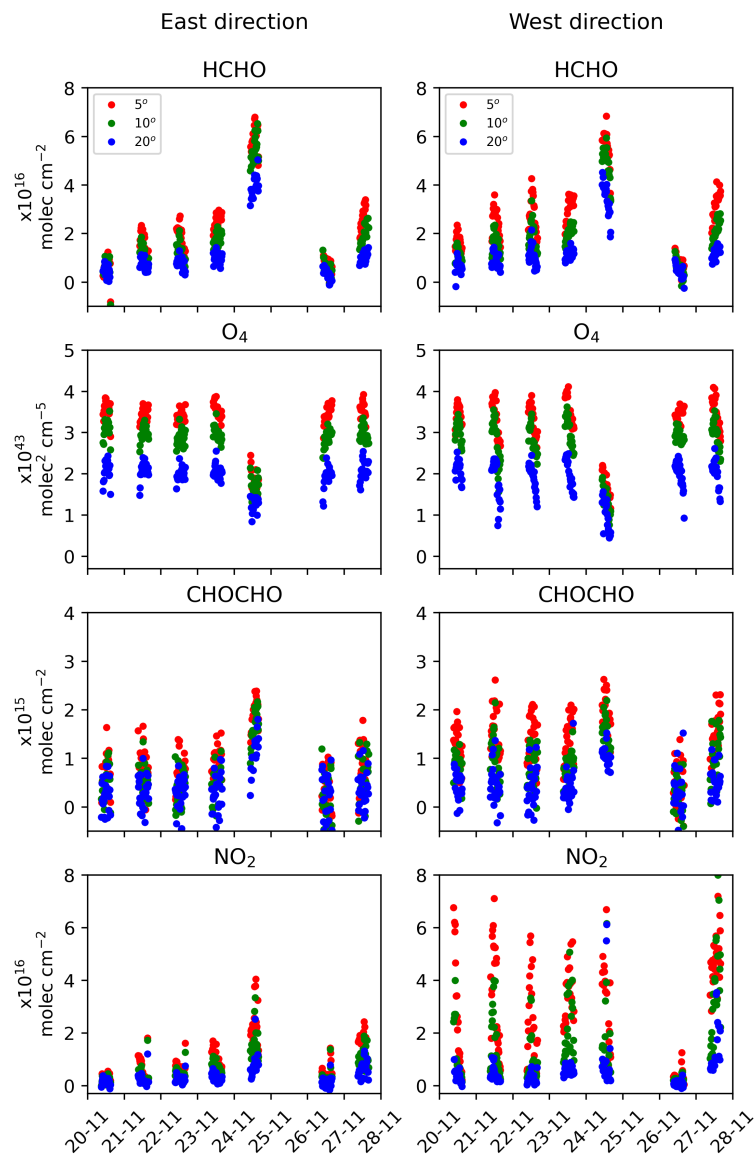 East direction West direction
HCHO HCHO
8 8
5° 5°
10° 10°
20° 20°
6 6
4 4
2 2
0 0
x10¹⁶
molec cm⁻²
O₄ O₄
5 5
4 4
3 3
2 2
1 1
0 0
x10⁴³
molec² cm⁻⁵
CHOCHO CHOCHO
4 4
3 3
2 2
1 1
0 0
x10¹⁵
molec cm⁻²
NO₂ NO₂
8 8
6 6
4 4
2 2
0 0
x10¹⁶
molec cm⁻²
20-11 21-11 22-11 23-11 24-11 25-11 26-11 27-11 28-11 20-11 21-11 22-11 23-11 24-11 25-11 26-11 27-11 28-11